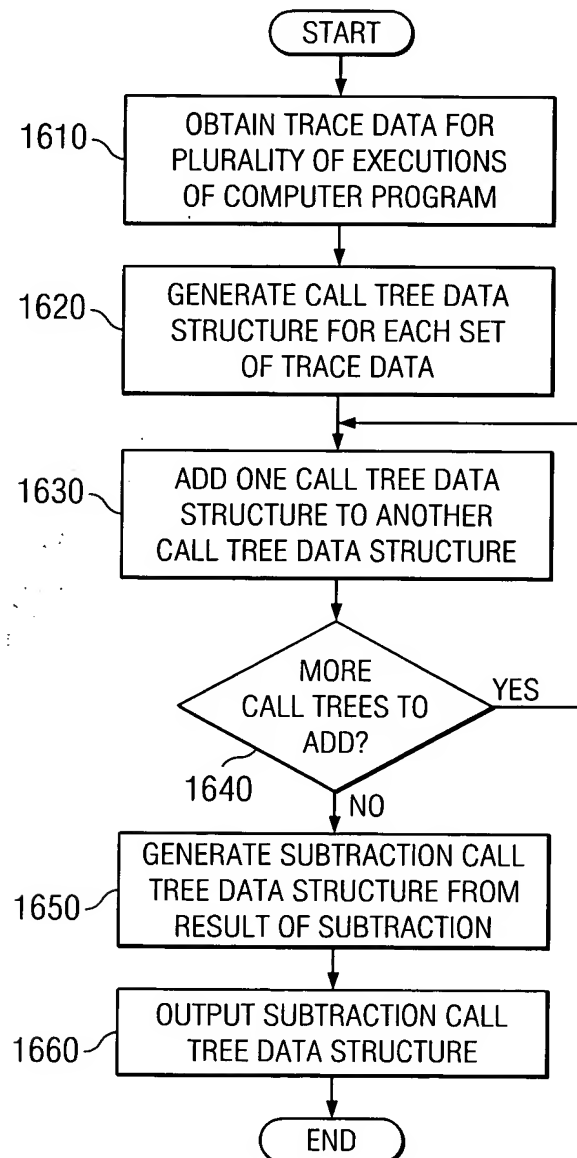 START
1610
OBTAIN TRACE DATA FOR
PLURALITY OF EXECUTIONS
OF COMPUTER PROGRAM
1620
GENERATE CALL TREE DATA
STRUCTURE FOR EACH SET
OF TRACE DATA
1630
ADD ONE CALL TREE DATA
STRUCTURE TO ANOTHER
CALL TREE DATA STRUCTURE
MORE
CALL TREES TO
ADD?
YES
1640
NO
1650
GENERATE SUBTRACTION CALL
TREE DATA STRUCTURE FROM
RESULT OF SUBTRACTION
1660
OUTPUT SUBTRACTION CALL
TREE DATA STRUCTURE
END